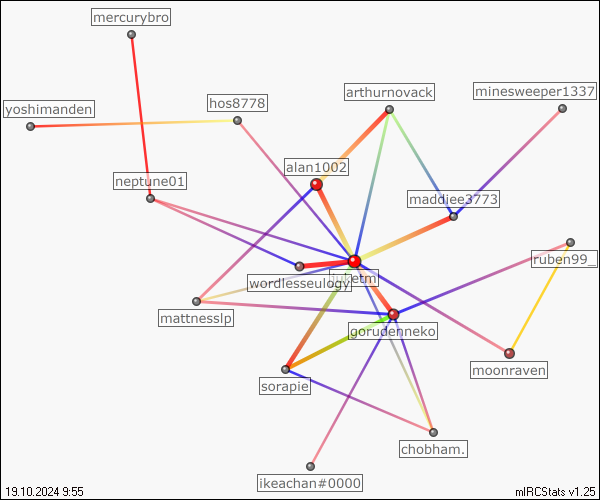 mercurybro
minesweeper1337
arthurnovack
hos8778
yoshimanden
alan1002
neptune01
maddiee3773
ruben99_
wordlesseulogy
mattnesslp
gorudenneko
moonraven
sorapie
chobham.
ikeachan#0000
19.10.2024 9:55
mIRCStats v1.25